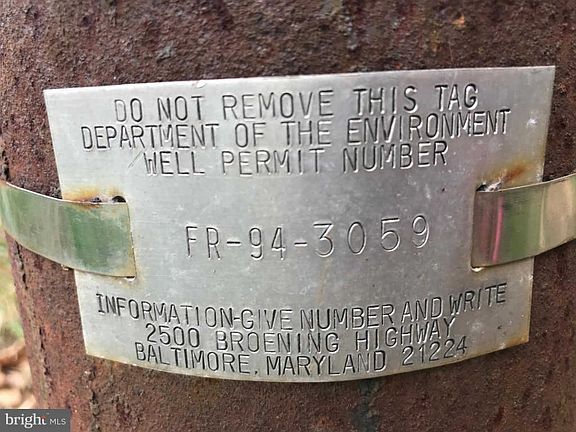 DO NOT REMOVE THIS TAG
DEPARTMENT OF THE ENVIRONMENT
WELL PERMIT NUMBER
FR-94-3059
INFORMATION-GIVE NUMBER AND WRITE
2500 BROENING HIGHWAY
BALTIMORE, MARYLAND 21224
bright MLS